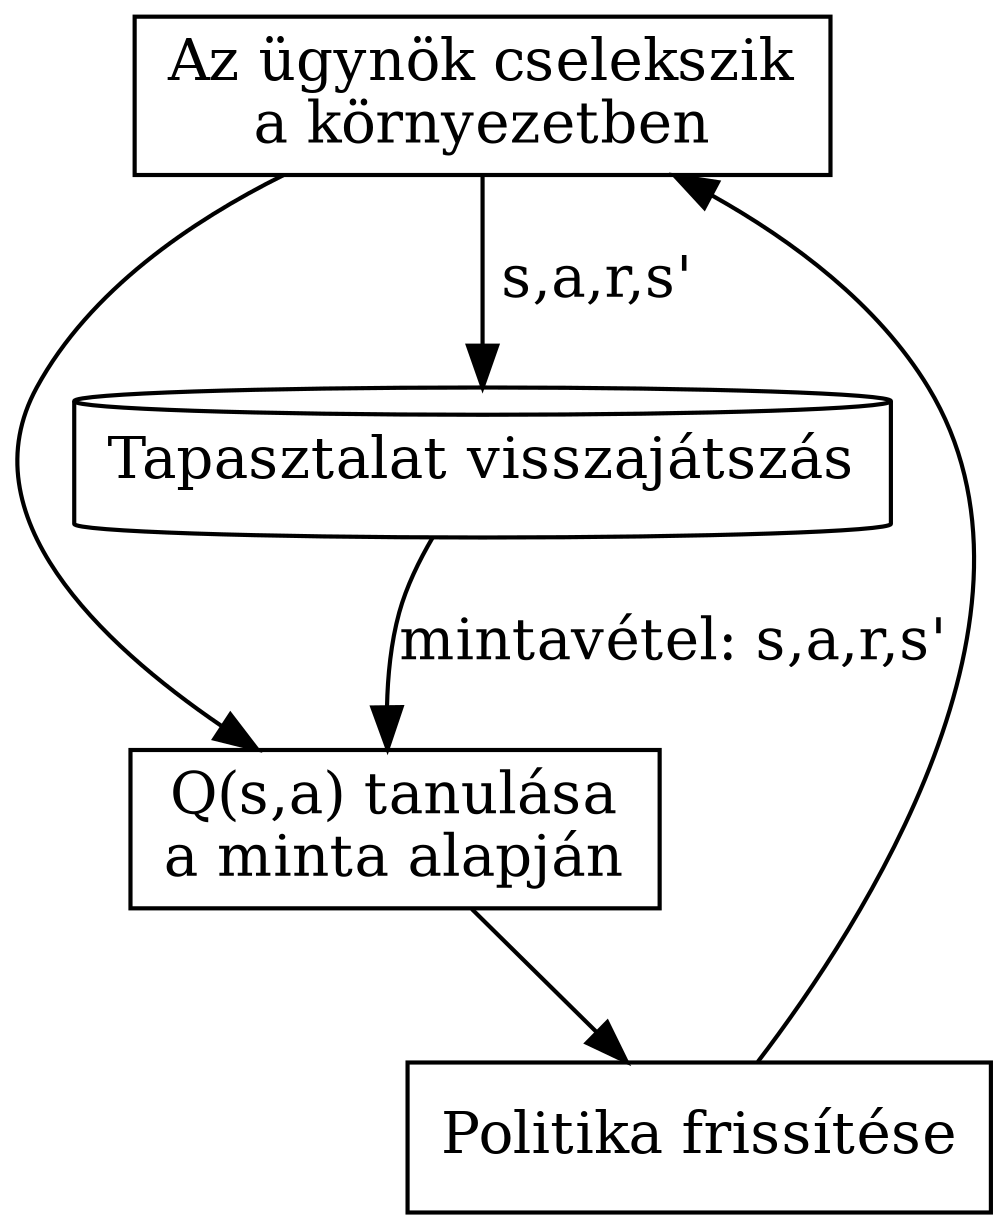 Az ügynök cselekszik
a környezetben
s,a,r,s'
Tapasztalat visszajátszás
mintavétel: s,a,r,s'
Q(s,a) tanulása
a minta alapján
Politika frissítése